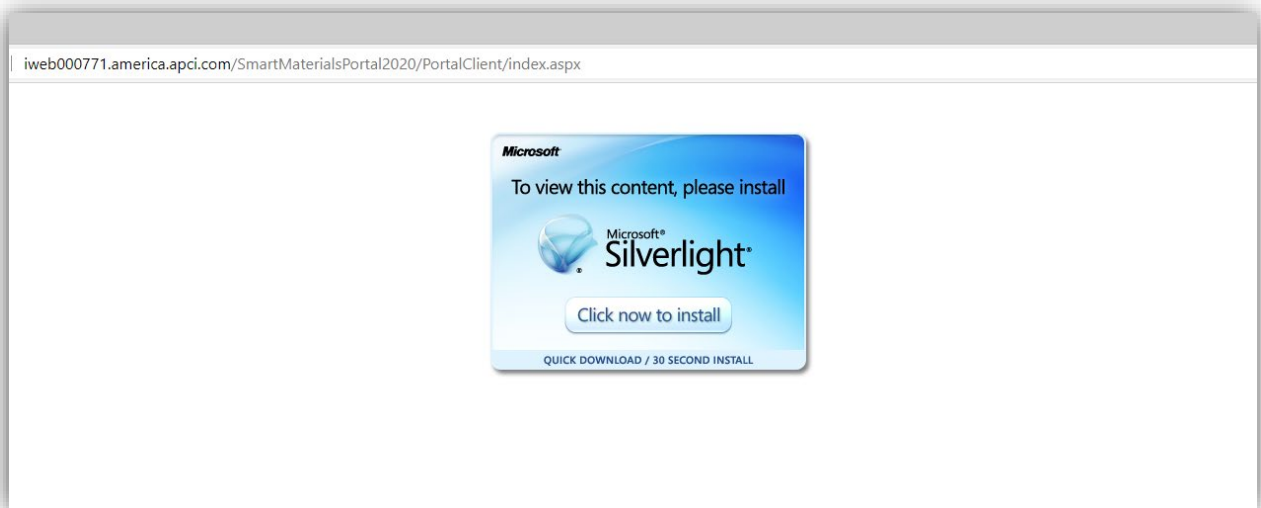 iweb000771.america.apci.com/SmartMaterialsPortal2020/PortalClient/index.aspx
Microsoft
To view this content, please install
Microsoft®
Silverlight®
Click now to install
QUICK DOWNLOAD / 30 SECOND INSTALL